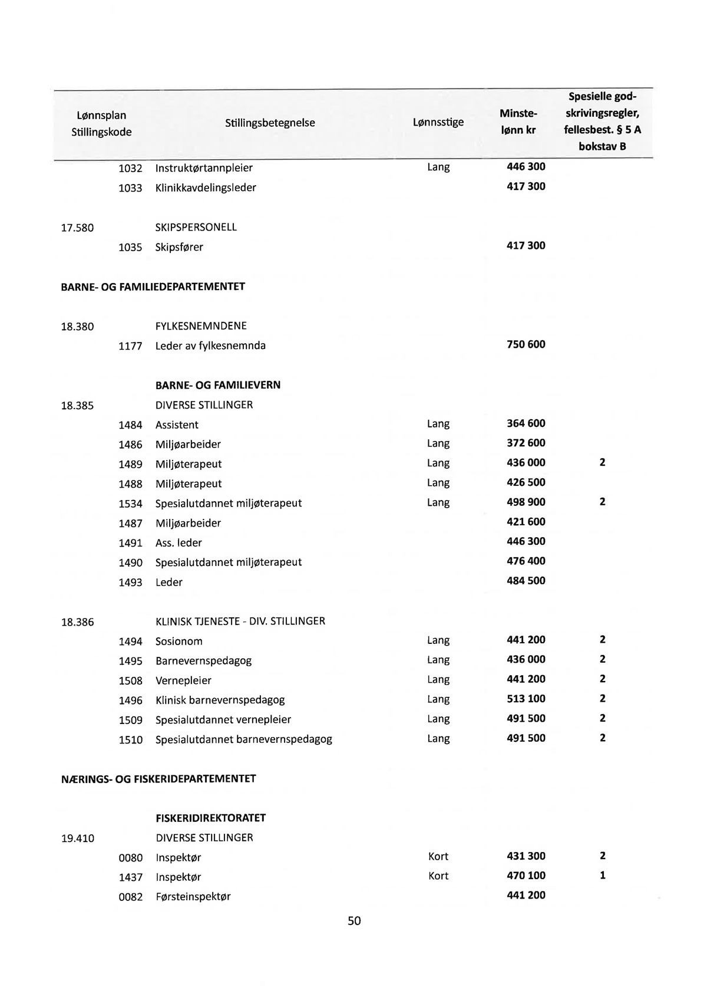 Lønnsplan
Stillingskode
Stillingsbetegnelse
Lønnsstige
Minste-
lønn kr
Spesielle god-
skrivingsregler,
fellesbest. § 5 A
bokstav B
1032 Instruktørtannpleier Lang 446 300
1033 Klinikkavdelingsleder 417 300
17.580 SKIPSPERSONELL
1035 Skipsfører 417 300
BARNE- OG FAMILIEDEPARTEMENTET
18.380 FYLKESNEMNDENE
1177 Leder av fylkesnemnda 750 600
BARNE- OG FAMILIEVERN
18.385 DIVERSE STILLINGER
1484 Assistent Lang 364 600
1486 Miljøarbeider Lang 372 600
1489 Miljøterapeut Lang 436 000 2
1488 Miljøterapeut Lang 426 500
1534 Spesialutdannet miljøterapeut Lang 498 900 2
1487 Miljøarbeider 421 600
1491 Ass. leder 446 300
1490 Spesialutdannet miljøterapeut 476 400
1493 Leder 484 500
18.386 KLINISK TJENESTE - DIV. STILLINGER
1494 Sosionom Lang 441 200 2
1495 Barnevernspedagog Lang 436 000 2
1508 Vernepleier Lang 441 200 2
1496 Klinisk barnevernspedagog Lang 513 100 2
1509 Spesialutdannet vernepleier Lang 491 500 2
1510 Spesialutdannet barnevernspedagog Lang 491 500 2
NÆRINGS- OG FISKERIDEPARTEMENTET
FISKERIDIREKTORATET
19.410 DIVERSE STILLINGER
0080 Inspektør Kort 431 300 2
1437 Inspektør Kort 470 100 1
0082 Førsteinspektør 441 200
50